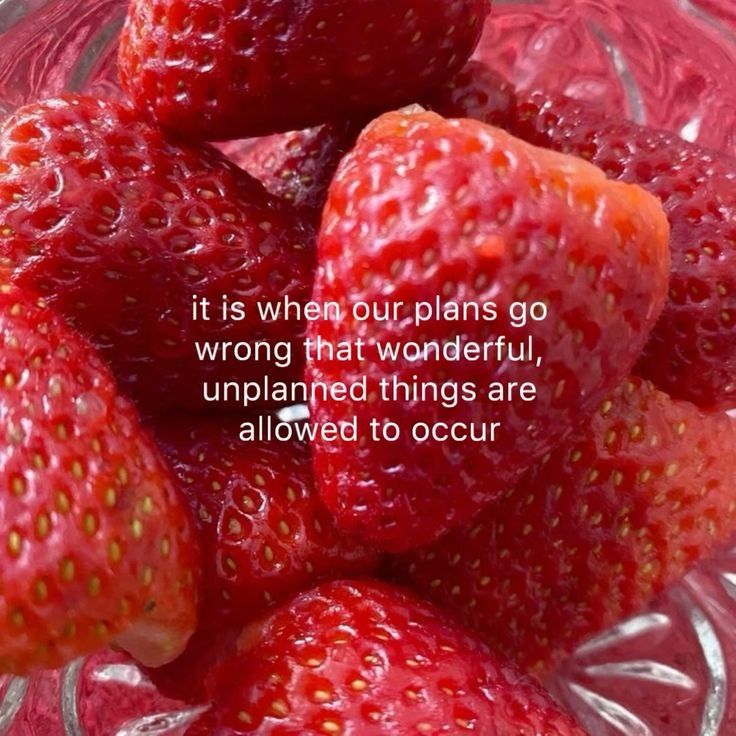 it is when our plans go
wrong that wonderful,
unplanned things are
allowed to occur